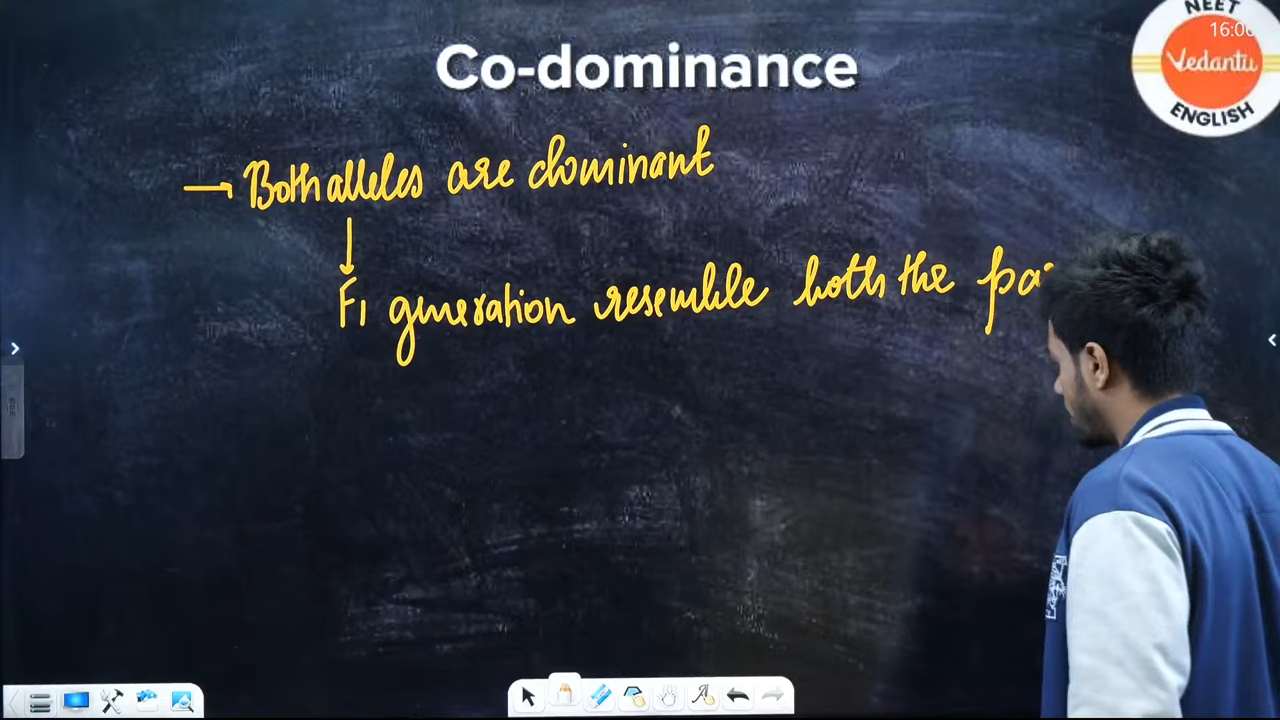 NEET
16:00
Vedantu
ENGLISH
Co-dominance
→ Both alleles are dominant
↓
F1 generation resemble both the